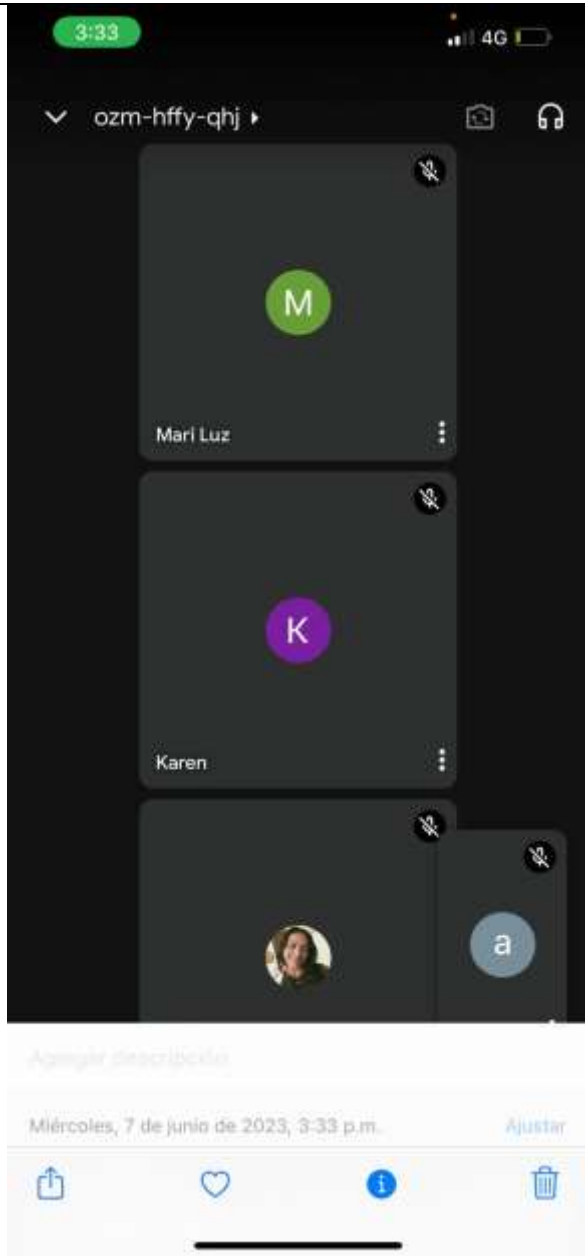 3:33
4G
ozm-hffy-qhj
M
Mari Luz
K
Karen
a
Agregar descripción
Miércoles, 7 de junio de 2023, 3:33 p.m.
Ajustar